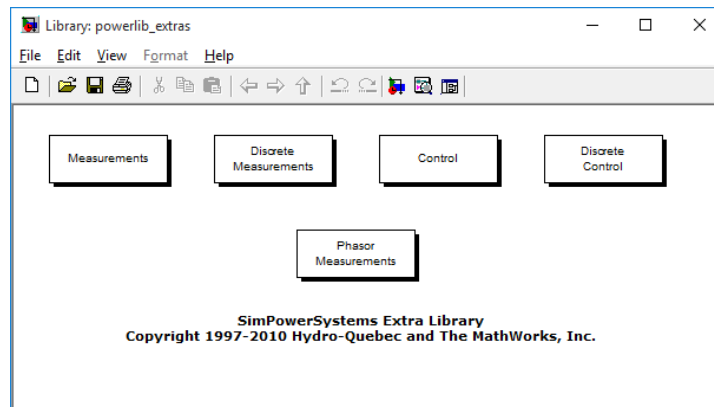 Library: powerlib_extras
File Edit View Format Help
Measurements
Discrete
Measurements
Control
Discrete
Control
Phasor
Measurements
SimPowerSystems Extra Library
Copyright 1997-2010 Hydro-Quebec and The MathWorks, Inc.